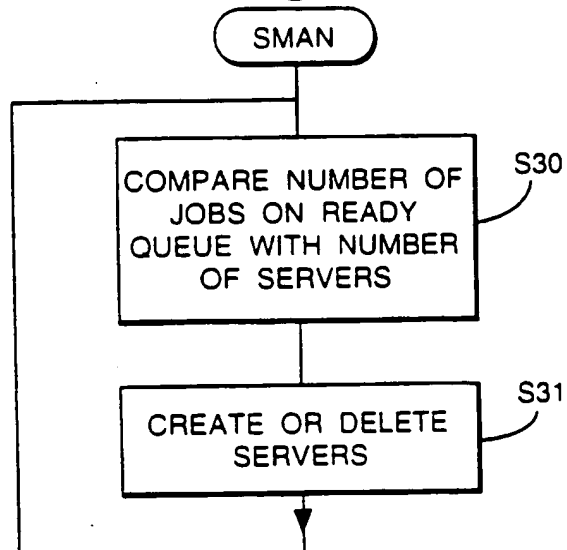 SMAN
COMPARE NUMBER OF
JOBS ON READY
QUEUE WITH NUMBER
OF SERVERS
S30
CREATE OR DELETE
SERVERS
S31